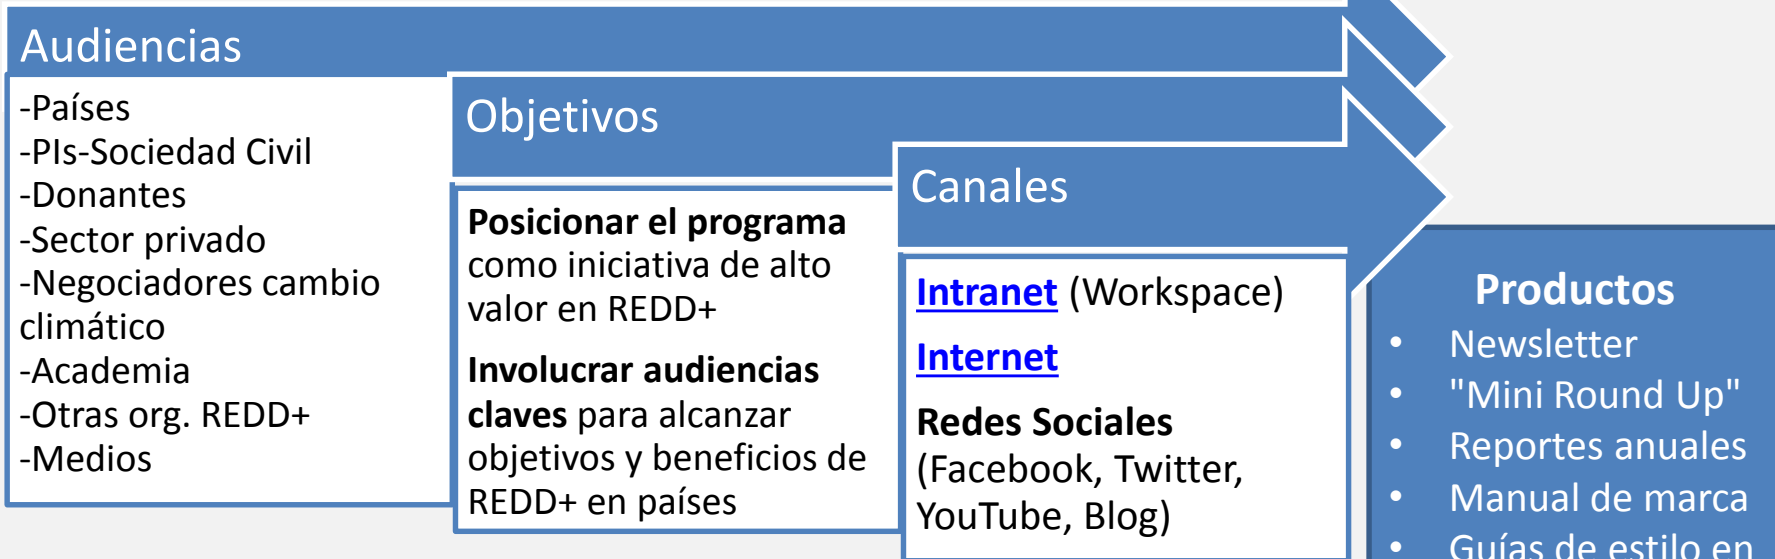 Audiencias
-Países
-PIs-Sociedad Civil
-Donantes
-Sector privado
-Negociadores cambio
climático
-Academia
-Otras org. REDD+
-Medios
Objetivos
Posicionar el programa
como iniciativa de alto
valor en REDD+
Involucrar audiencias
claves para alcanzar
objetivos y beneficios de
REDD+ en países
Canales
Intranet (Workspace)
Internet
Redes Sociales
(Facebook, Twitter,
YouTube, Blog)
Productos
• Newsletter
• "Mini Round Up"
• Reportes anuales
• Manual de marca
• Guías de estilo en